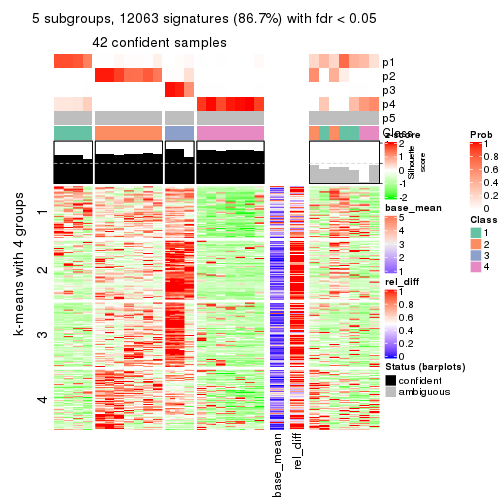 5 subgroups, 12063 signatures (86.7%) with fdr < 0.05
42 confident samples
p1
p2
p3
p4
p5
Class
Silhouette
score
k-means with 4 groups
1
2
3
4
base_mean
rel_diff
z-score
2
1
0
-1
-2
base_mean
5
4
3
2
1
rel_diff
1
0.8
0.6
0.4
0.2
0
Status (barplots)
confident
ambiguous
Prob
1
0.8
0.6
0.4
0.2
0
Class
1
2
3
4